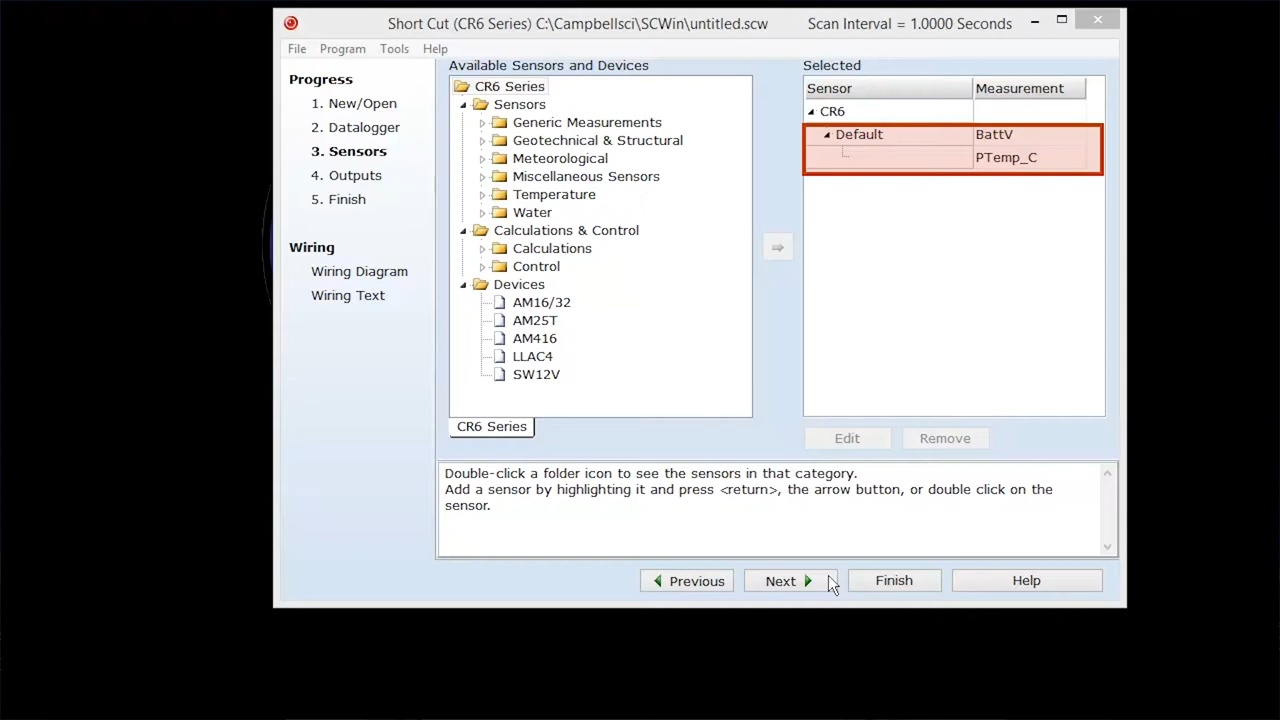 Short Cut (CR6 Series) C:\Campbellsci\SCWin\untitled.scw Scan Interval = 1.0000 Seconds
File Program Tools Help
Progress
1. New/Open
2. Datalogger
3. Sensors
4. Outputs
5. Finish
Wiring
Wiring Diagram
Wiring Text
Available Sensors and Devices
CR6 Series
Sensors
Generic Measurements
Geotechnical & Structural
Meteorological
Miscellaneous Sensors
Temperature
Water
Calculations & Control
Calculations
Control
Devices
AM16/32
AM25T
AM416
LLAC4
SW12V
CR6 Series
Selected
Sensor Measurement
CR6
Default BattV
PTemp_C
Edit Remove
Double-click a folder icon to see the sensors in that category.
Add a sensor by highlighting it and press <return>, the arrow button, or double click on the
sensor.
Previous Next Finish Help